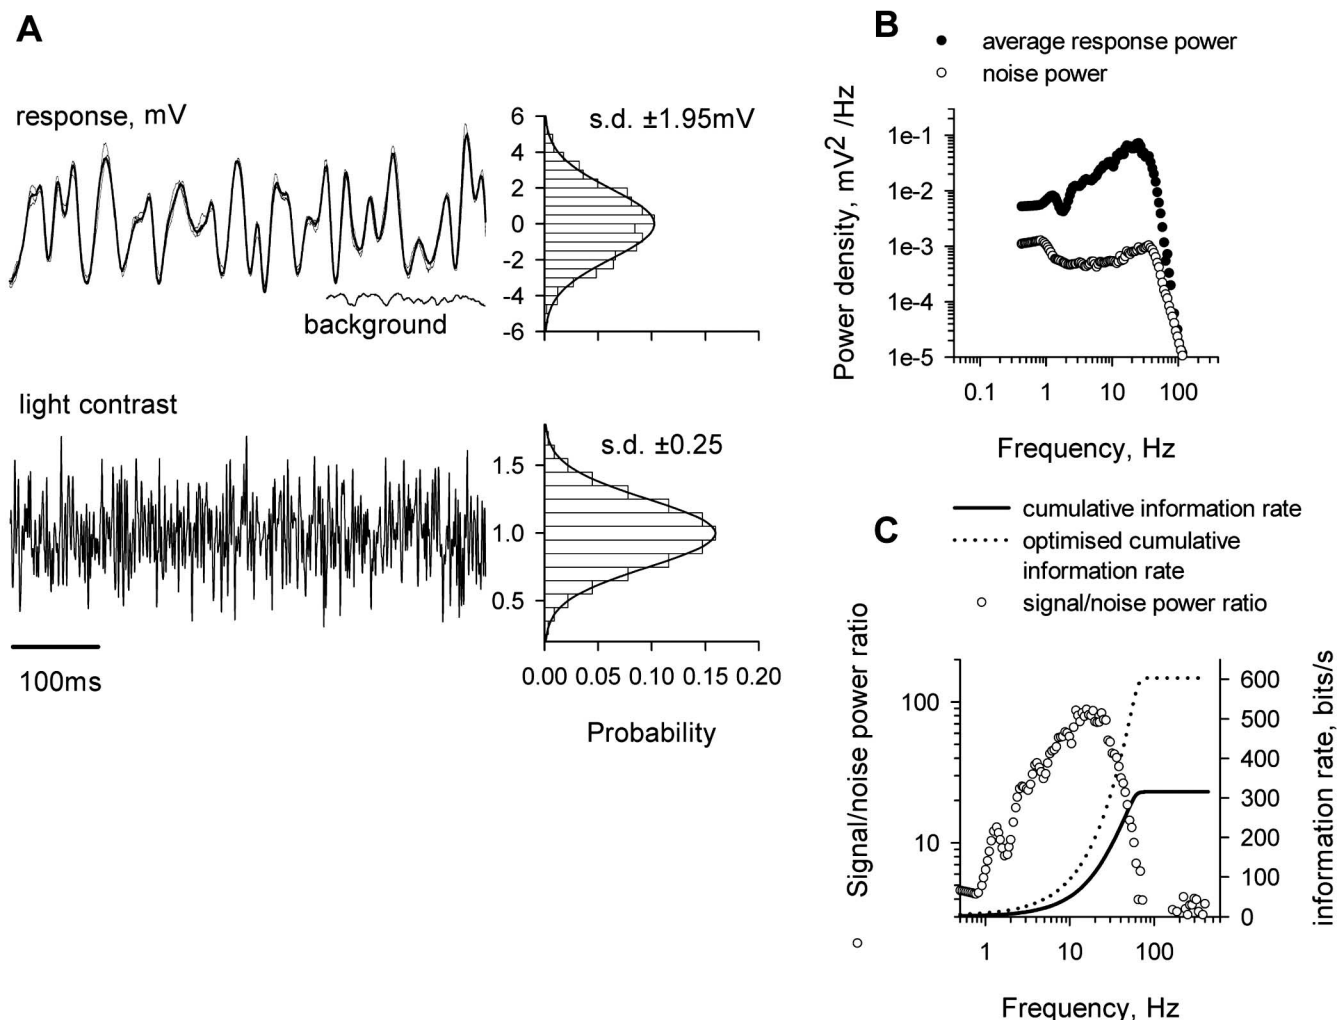 A
response, mV
background
s.d. ±1.95mV
6
4
2
0
-2
-4
-6
light contrast
100ms
s.d. ±0.25
1.5
1.0
0.5
0.00 0.05 0.10 0.15 0.20
Probability
B
average response power
noise power
Power density, mV² /Hz
1e-1
1e-2
1e-3
1e-4
1e-5
0.1 1 10 100
Frequency, Hz
C
cumulative information rate
optimised cumulative
information rate
signal/noise power ratio
Signal/noise power ratio
100
10
600
500
400
300
200
100
0
information rate, bits/s
1 10 100
Frequency, Hz